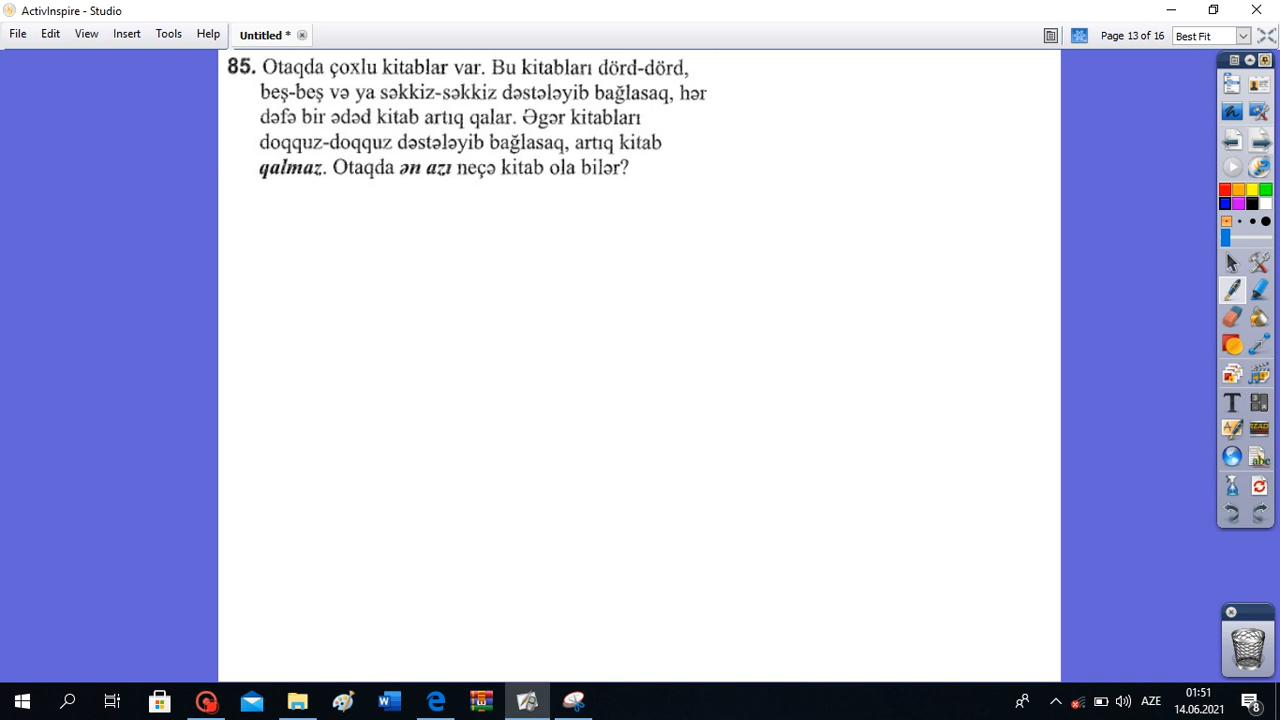 ActivInspire - Studio
File Edit View Insert Tools Help Untitled * Page 13 of 16 Best Fit
85. Otaqda çoxlu kitablar var. Bu kitabları dörd-dörd,
beş-beş və ya səkkiz-səkkiz dəstələyib bağlasaq, hər
dəfə bir ədəd kitab artıq qalar. Əgər kitabları
doqquz-doqquz dəstələyib bağlasaq, artıq kitab
qalmaz. Otaqda ən azı neçə kitab ola bilər?
01:51
AZE
14.06.2021
8